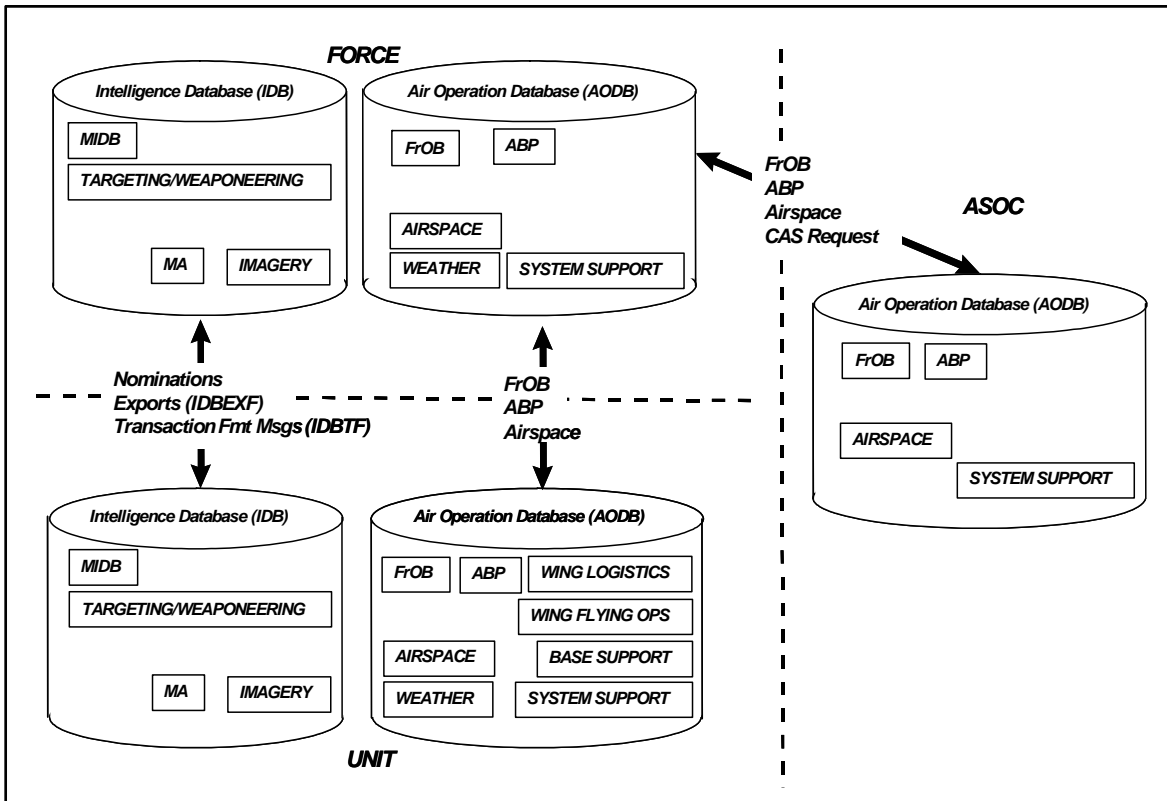 FORCE
Intelligence Database (IDB)
MIDB
TARGETING/WEAPONEERING
MA
IMAGERY
Air Operation Database (AODB)
FrOB
ABP
AIRSPACE
WEATHER
SYSTEM SUPPORT
FrOB
ABP
Airspace
CAS Request
ASOC
Air Operation Database (AODB)
FrOB
ABP
AIRSPACE
SYSTEM SUPPORT
Nominations
Exports (IDBEXF)
Transaction Fmt Msgs (IDBTF)
FrOB
ABP
Airspace
Intelligence Database (IDB)
MIDB
TARGETING/WEAPONEERING
MA
IMAGERY
Air Operation Database (AODB)
FrOB
ABP
WING LOGISTICS
WING FLYING OPS
AIRSPACE
BASE SUPPORT
WEATHER
SYSTEM SUPPORT
UNIT